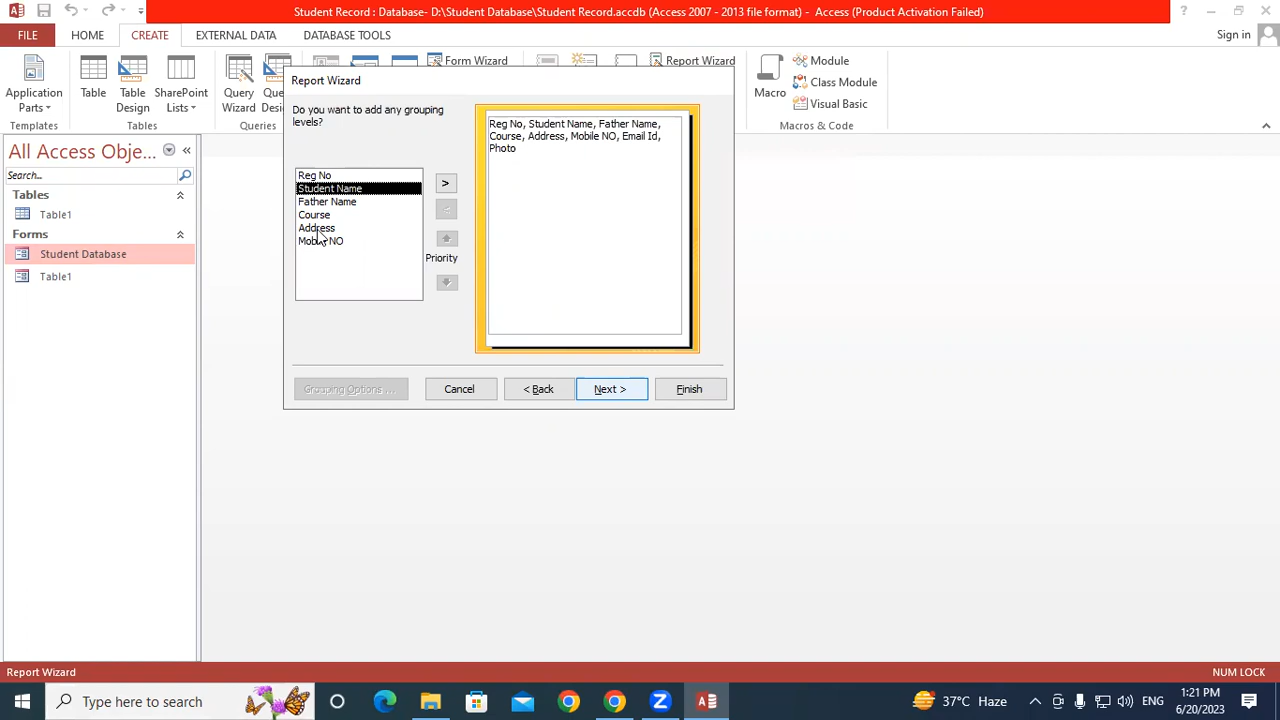 Student Record : Database- D:\Student Database\Student Record.accdb (Access 2007 - 2013 file format) - Access (Product Activation Failed)
FILE HOME CREATE EXTERNAL DATA DATABASE TOOLS Sign in
Application Parts Table Table Design SharePoint Lists Query Wizard Form Wizard Report Wizard Macro Module
Class Module
Visual Basic
Templates Tables Queries Macros & Code
Report Wizard
Do you want to add any grouping
levels?
Reg No
Student Name
Father Name
Course
Address
Mobile NO
>
<
Priority
Reg No, Student Name, Father Name,
Course, Address, Mobile NO, Email Id,
Photo
Grouping Options ... Cancel < Back Next > Finish
All Access Obje...
Search...
Tables
Table1
Forms
Student Database
Table1
Report Wizard NUM LOCK
Type here to search 37°C Haze ENG 1:21 PM
6/20/2023